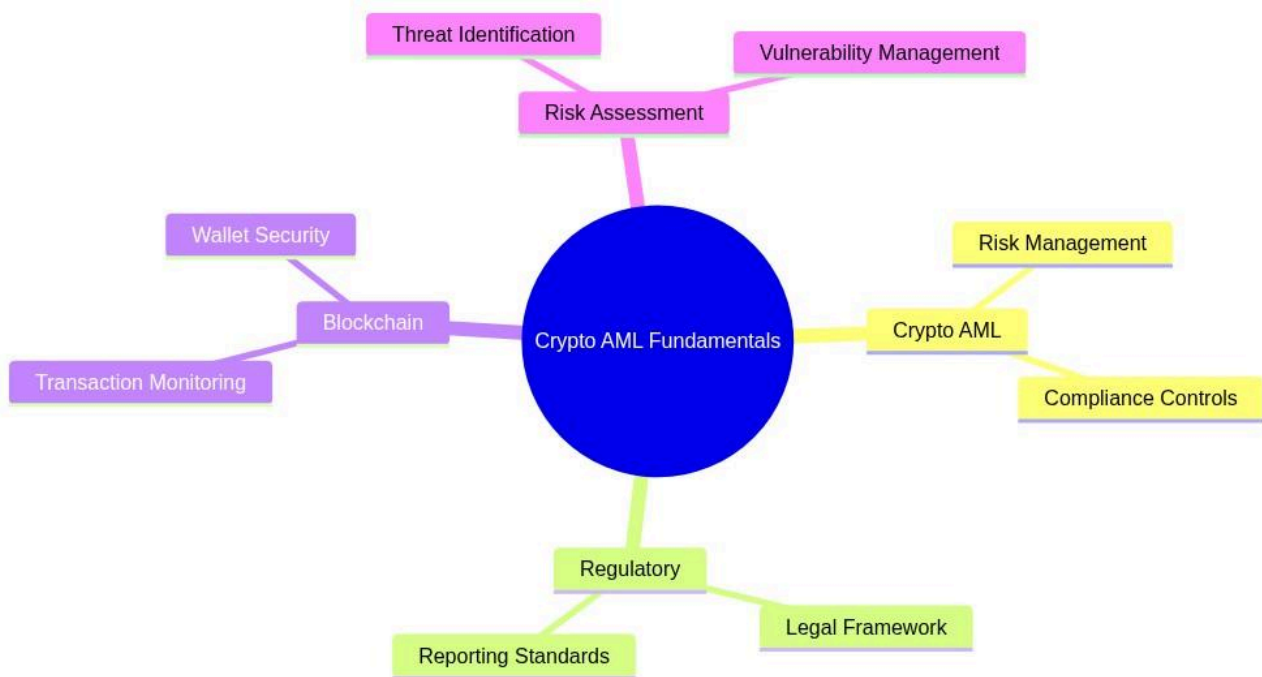 Threat Identification
Vulnerability Management
Risk Assessment
Wallet Security
Risk Management
Blockchain
Crypto AML Fundamentals
Crypto AML
Transaction Monitoring
Compliance Controls
Regulatory
Legal Framework
Reporting Standards